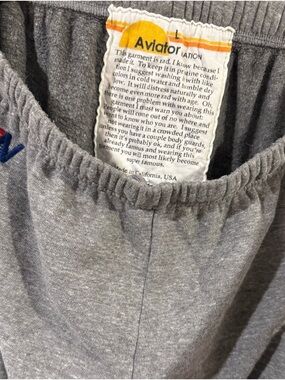 L
Aviator NATION
This garment is rad. I know because I
made it. To keep it in pristine condi-
tion I suggest washing it with like
colors in cold water and tumble dry
low. It will distress naturally and
become even more rad with age. Oh,
there is one problem with wearing this
garment I must warn you about:
people will come out of no where and
want to know who you are. I suggest
not wearing it in a crowded place
unless you have a couple body guards,
then it's probably ok, and if you're
already famous and wearing this
garment you will most likely become
super famous.
Made in California, USA